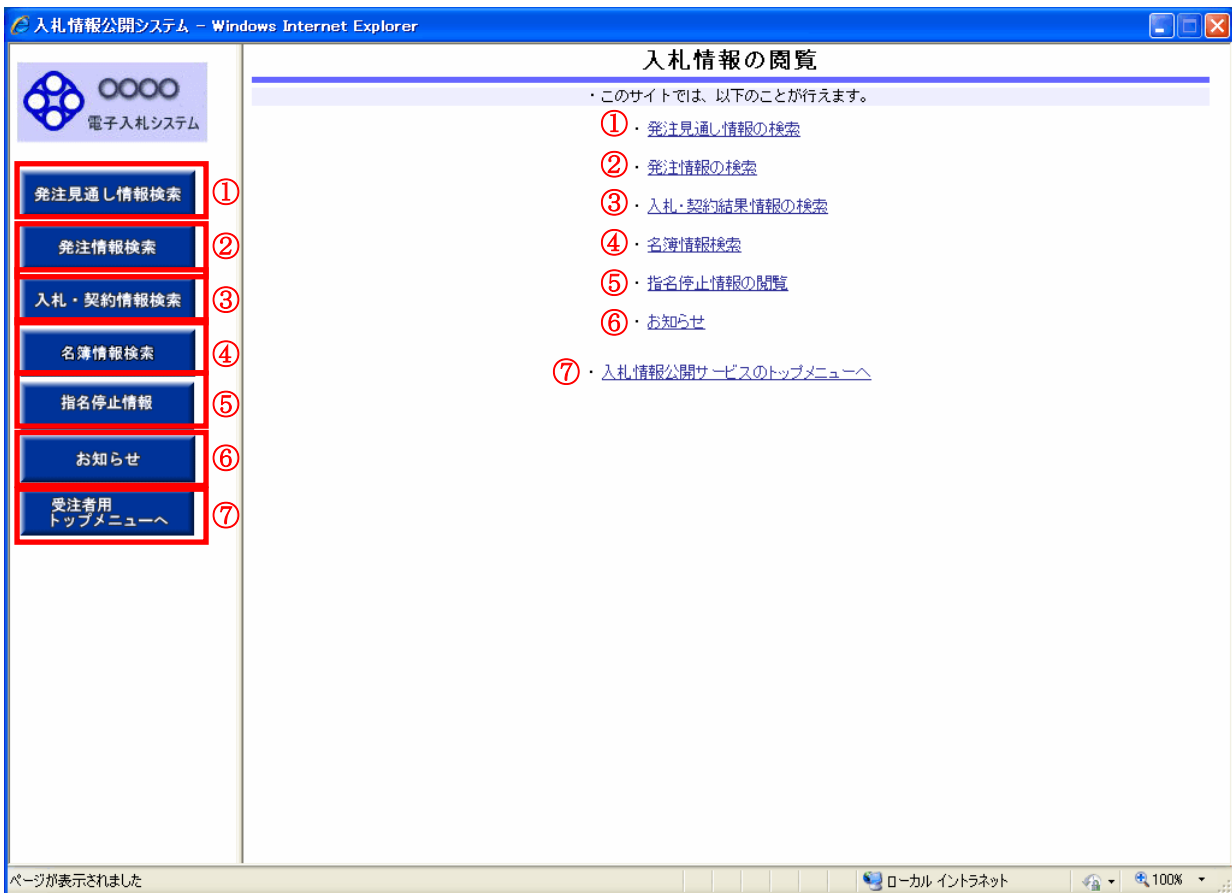 入札情報公開システム - Windows Internet Explorer
○○○○
電子入札システム
発注見通し情報検索 ①
発注情報検索 ②
入札・契約情報検索 ③
名簿情報検索 ④
指名停止情報 ⑤
お知らせ ⑥
受注者用
トップメニューへ ⑦
入札情報の閲覧
・このサイトでは、以下のことが行えます。
①・発注見通し情報の検索
②・発注情報の検索
③・入札・契約結果情報の検索
④・名簿情報検索
⑤・指名停止情報の閲覧
⑥・お知らせ
⑦・入札情報公開サービスのトップメニューへ
ページが表示されました
ローカル イントラネット
100%